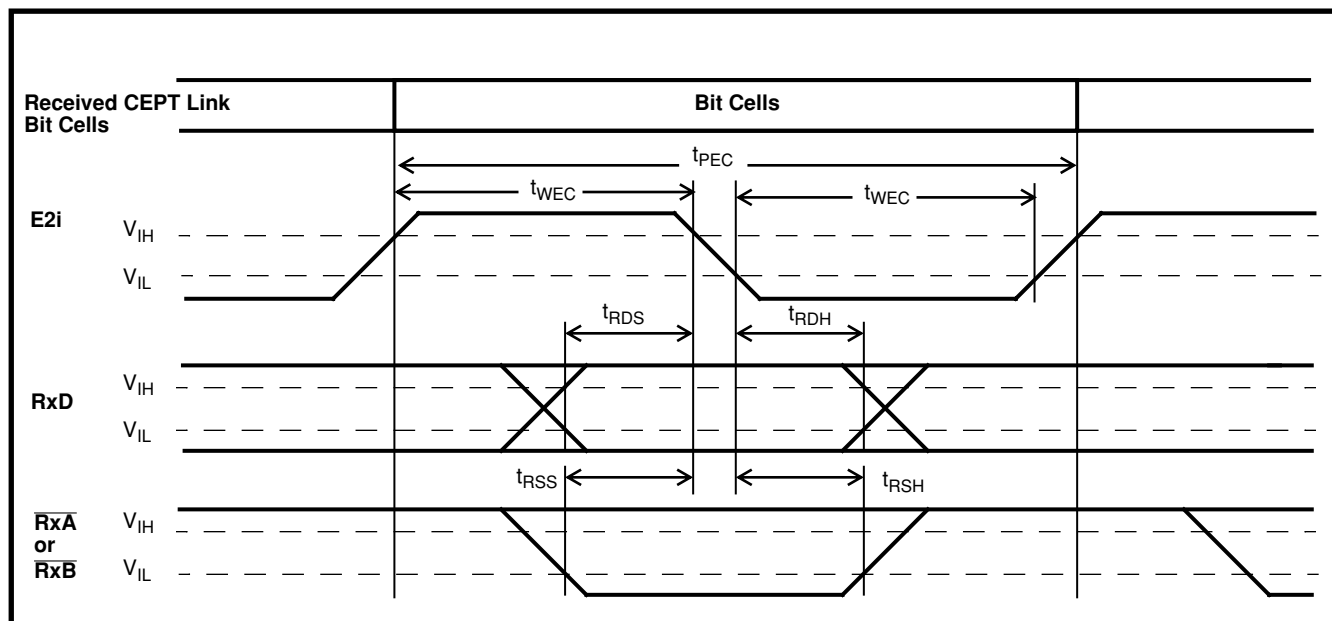 Received CEPT Link
Bit Cells
Bit Cells
tPEC
tWEC
tWEC
E2i
VIH
VIL
tRDS
tRDH
RxD
VIH
VIL
tRSS
tRSH
RxA
or
RxB
VIH
VIL